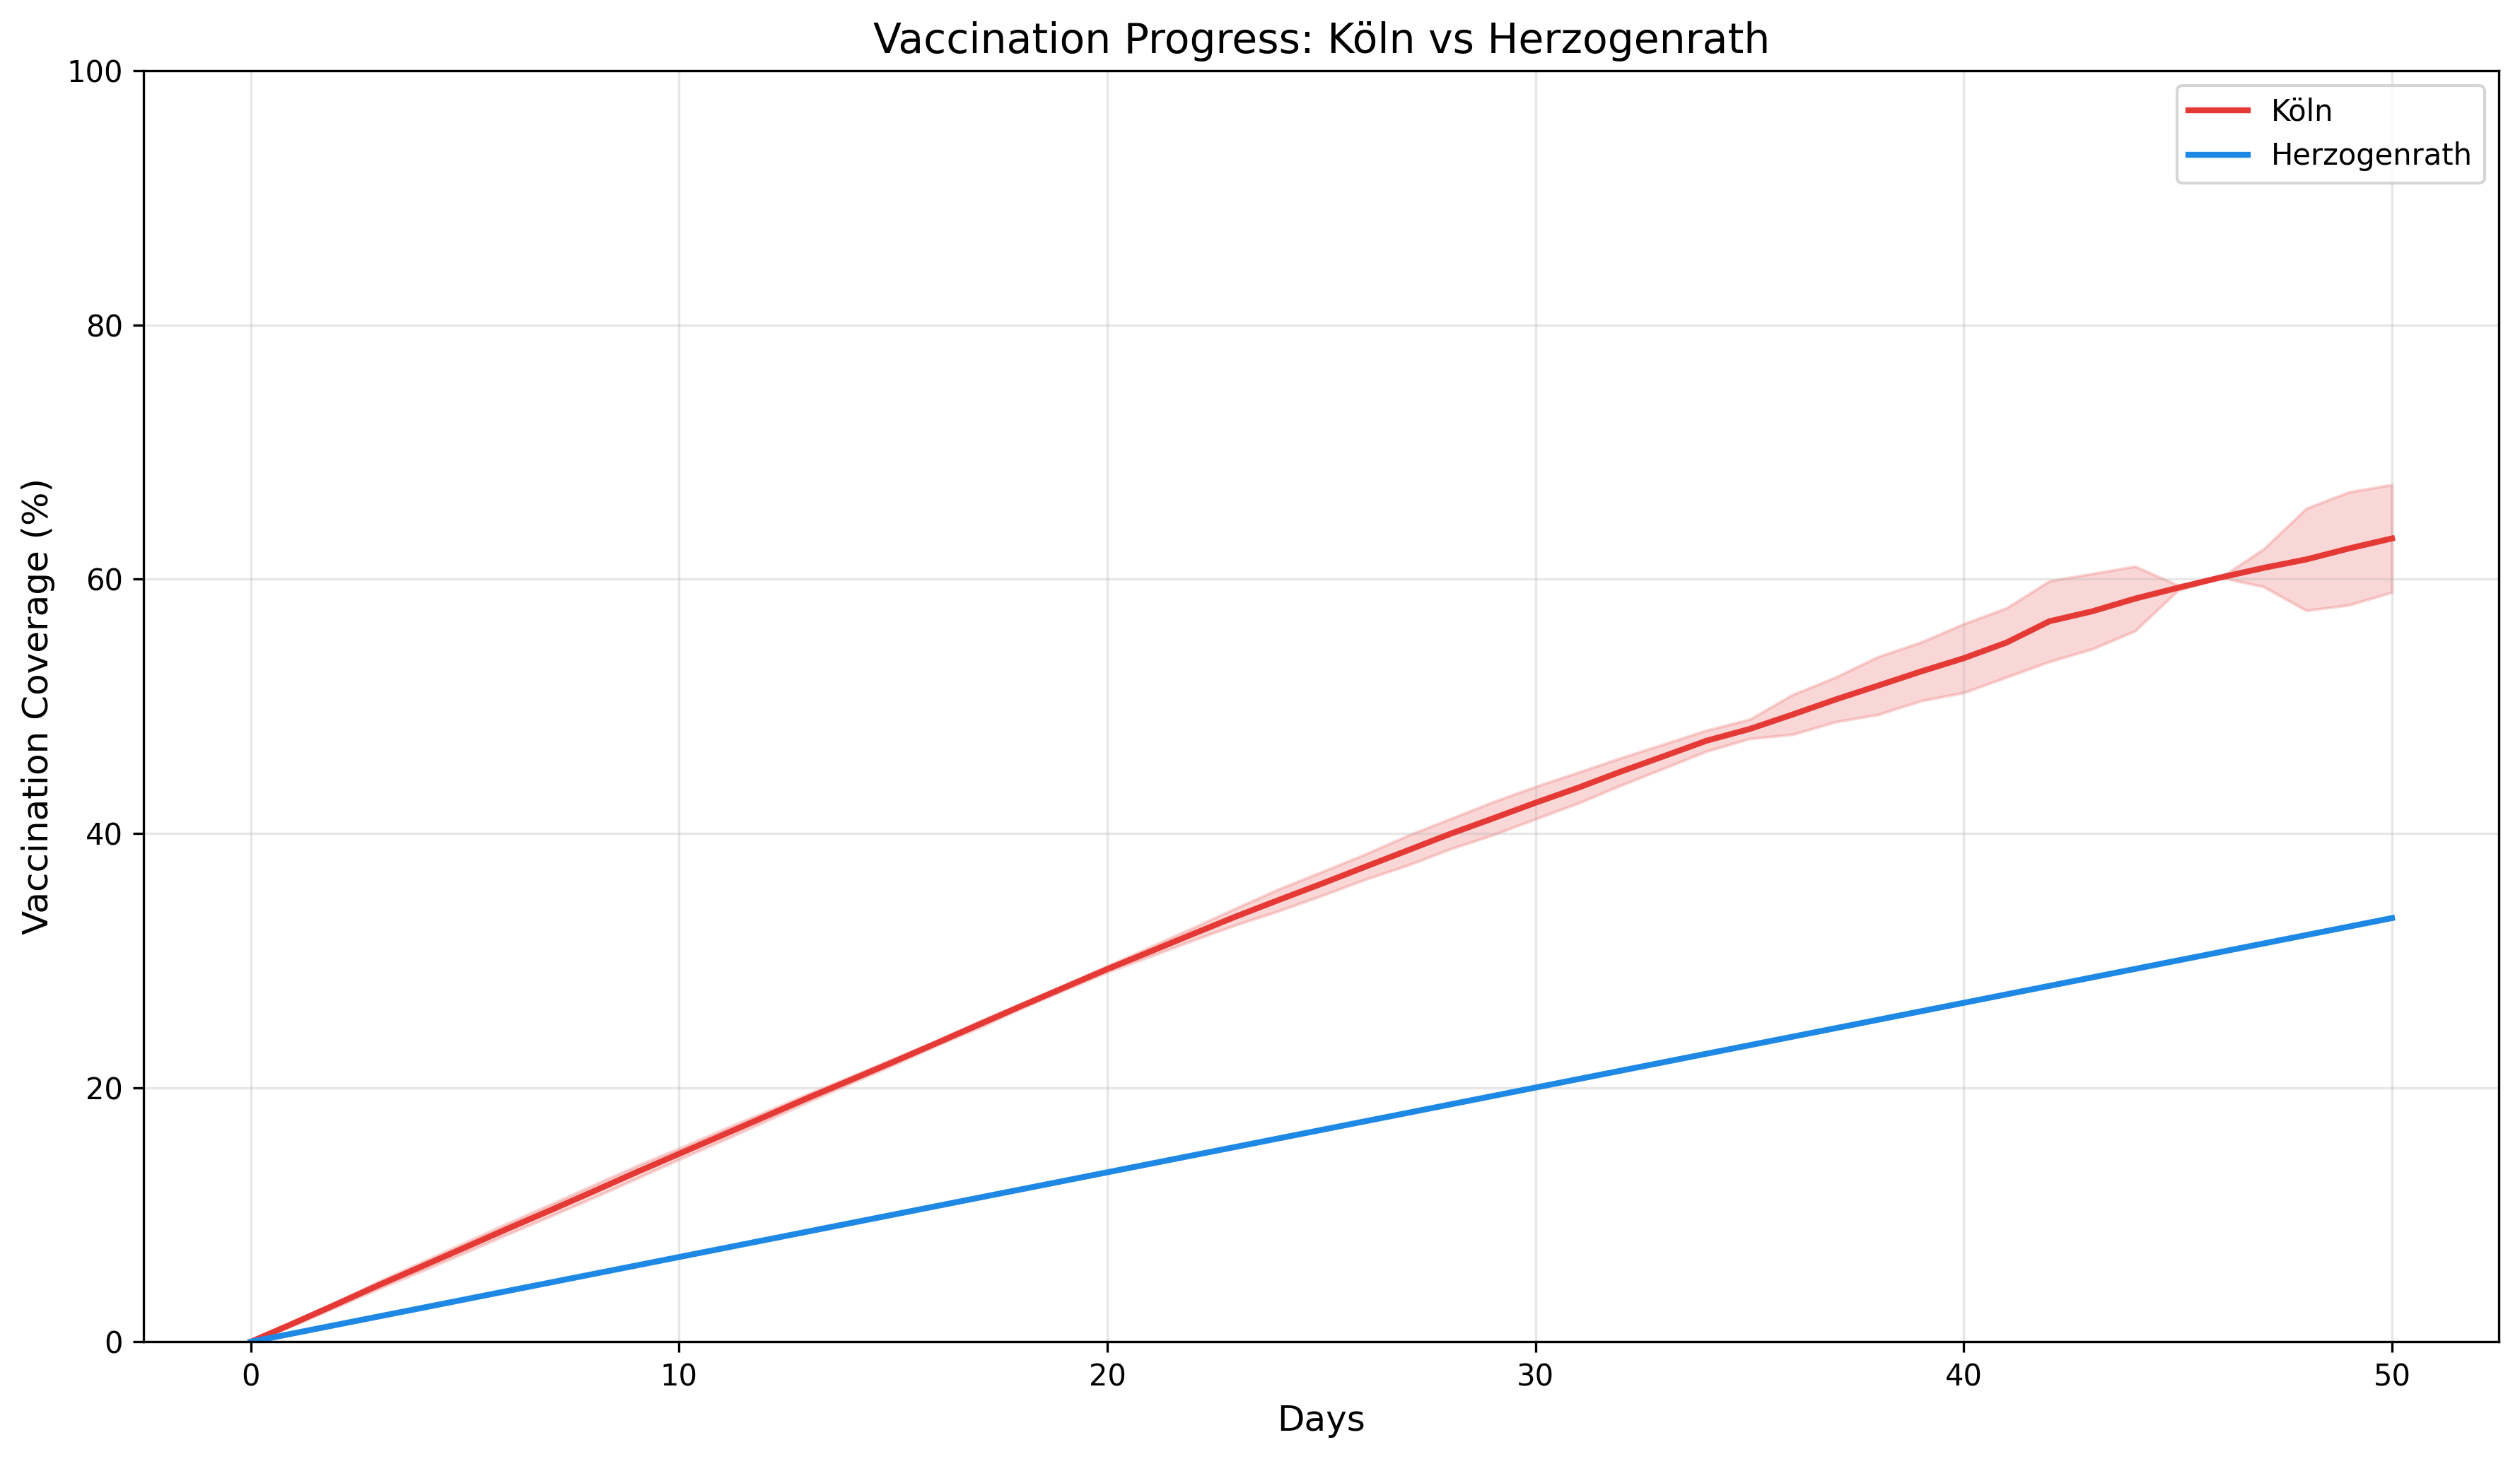 Vaccination Progress: Köln vs Herzogenrath
Köln
Herzogenrath
Vaccination Coverage (%)
100
80
60
40
20
0
0 10 20 30 40 50
Days